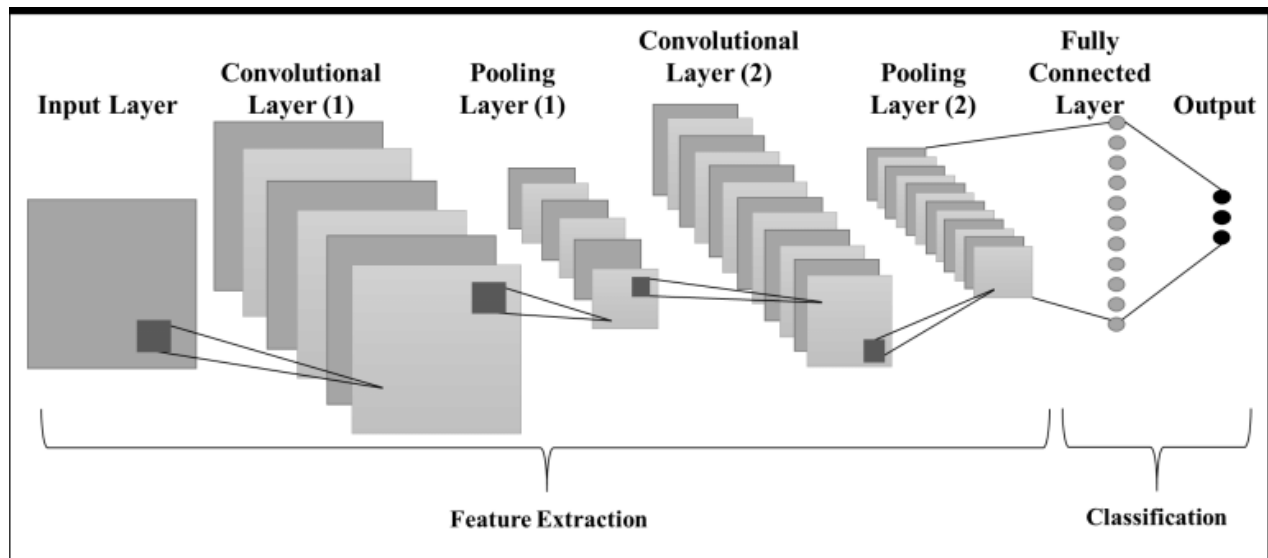 Input Layer
Convolutional
Layer (1)
Pooling
Layer (1)
Convolutional
Layer (2)
Pooling
Layer (2)
Fully
Connected
Layer
Output
Feature Extraction
Classification